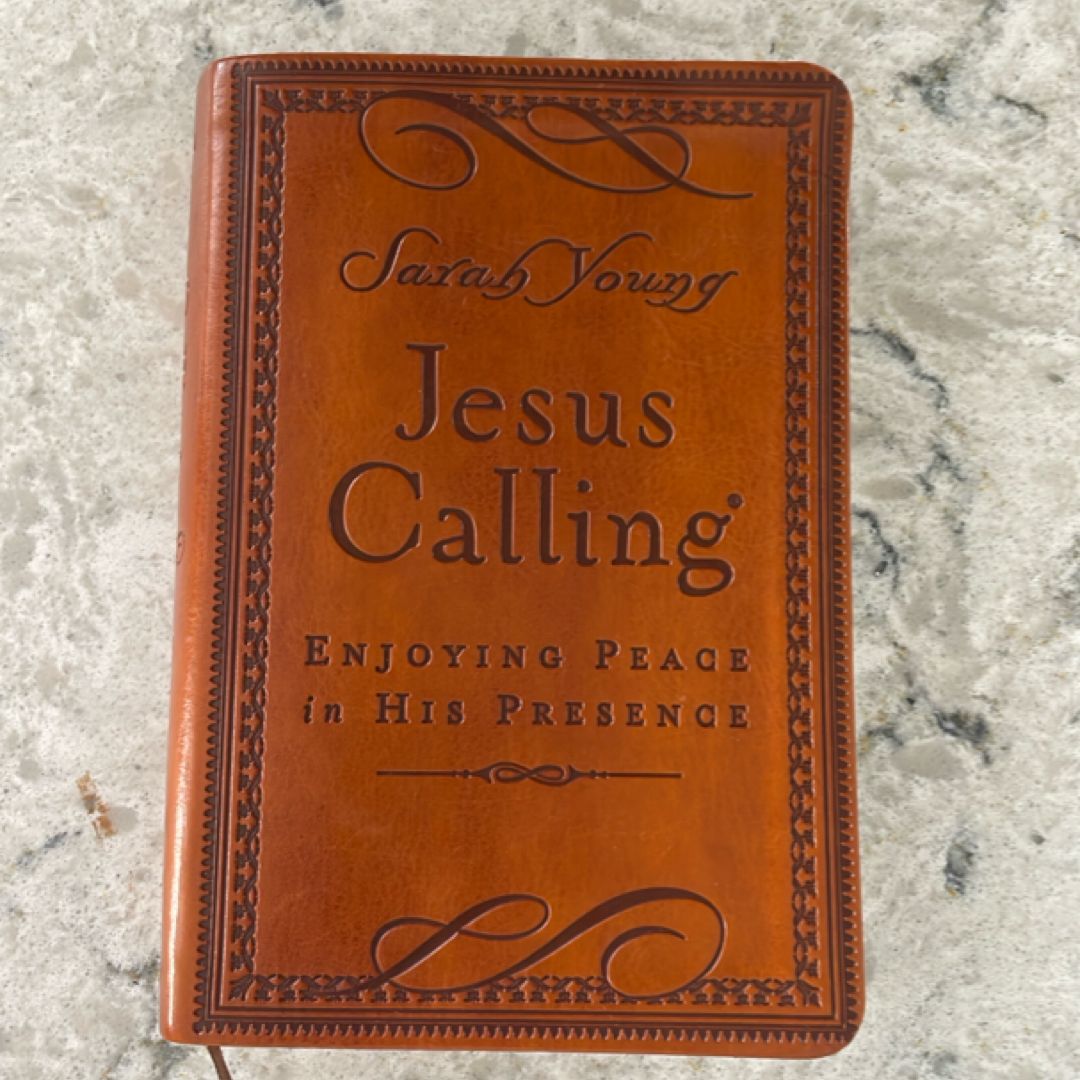 Sarah Young
Jesus
Calling®
ENJOYING PEACE
in HIS PRESENCE